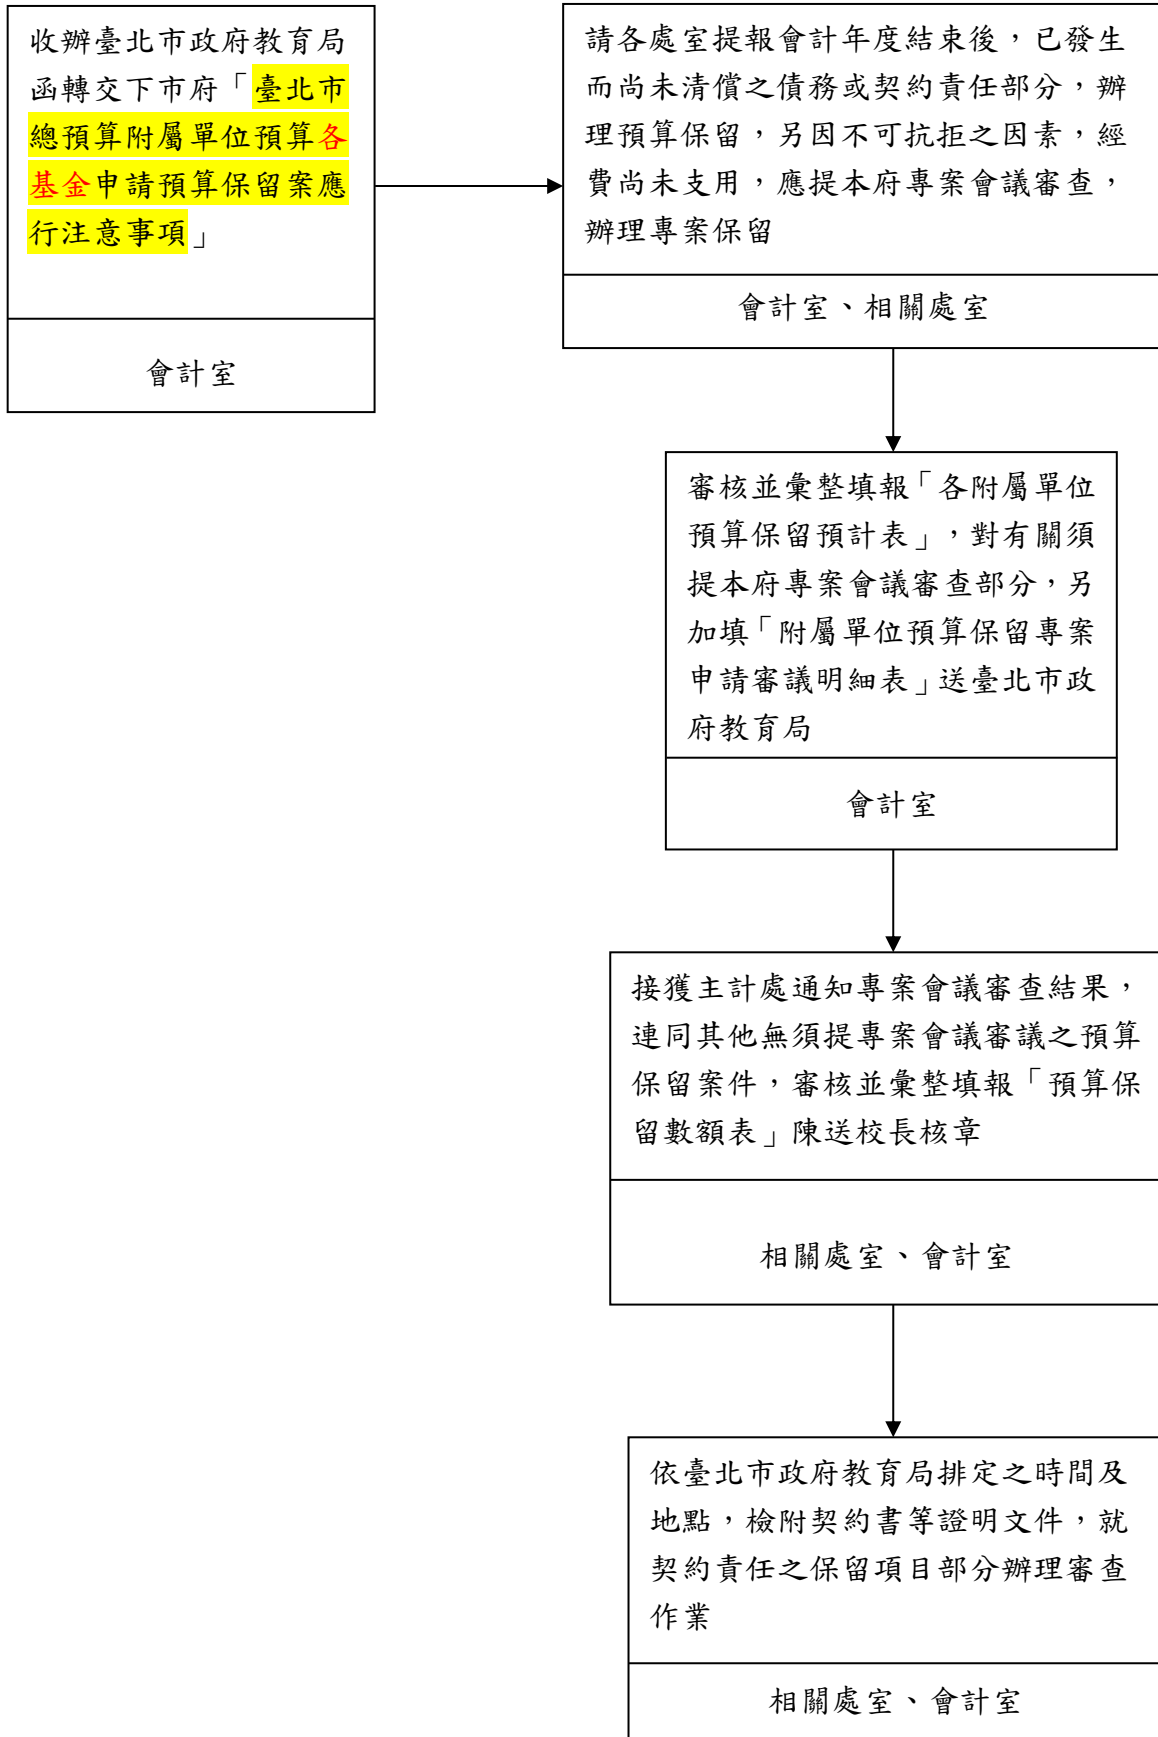 收辦臺北市政府教育局
函轉交下市府「臺北市
總預算附屬單位預算各
基金申請預算保留案應
行注意事項」
會計室
請各處室提報會計年度結束後，已發生
而尚未清償之債務或契約責任部分，辦
理預算保留，另因不可抗拒之因素，經
費尚未支用，應提本府專案會議審查，
辦理專案保留
會計室、相關處室
審核並彙整填報「各附屬單位
預算保留預計表」，對有關須
提本府專案會議審查部分，另
加填「附屬單位預算保留專案
申請審議明細表」送臺北市政
府教育局
會計室
接獲主計處通知專案會議審查結果，
連同其他無須提專案會議審議之預算
保留案件，審核並彙整填報「預算保
留數額表」陳送校長核章
相關處室、會計室
依臺北市政府教育局排定之時間及
地點，檢附契約書等證明文件，就
契約責任之保留項目部分辦理審查
作業
相關處室、會計室